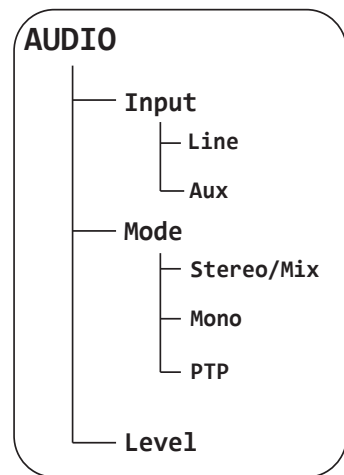 AUDIO
Input
Line
Aux
Mode
Stereo/Mix
Mono
PTP
Level